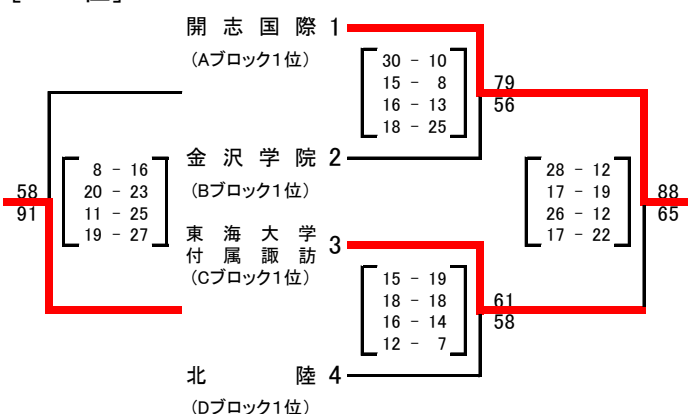 開志国際 1
(Aブロック1位)
30 - 10
15 - 8
16 - 13
18 - 25
79
56
金沢学院 2
(Bブロック1位)
8 - 16
20 - 23
11 - 25
19 - 27
58
91
28 - 12
17 - 19
26 - 12
17 - 22
88
65
東海大学
付属諏訪 3
(Cブロック1位)
15 - 19
18 - 18
16 - 14
12 - 7
61
58
北陸 4
(Dブロック1位)